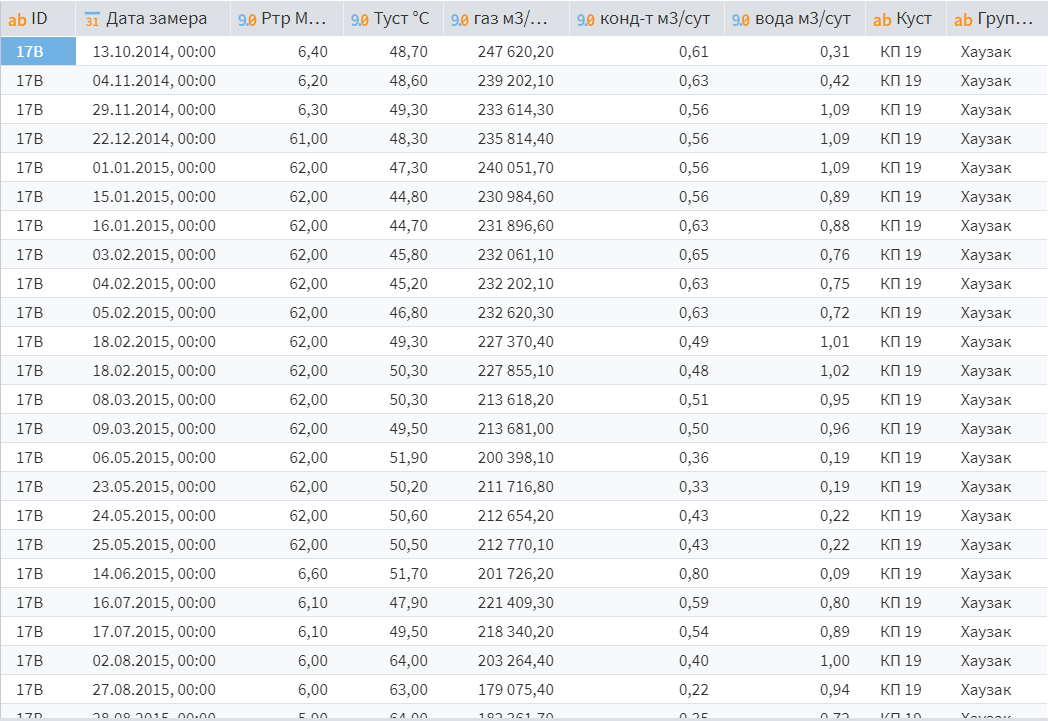 ab ID 31 Дата замера 9.0 Ртр М... 9.0 Туст °C 9.0 газ м3/... 9.0 конд-т м3/сут 9.0 вода м3/сут ab Куст ab Груп...
17В 13.10.2014, 00:00 6,40 48,70 247 620,20 0,61 0,31 КП 19 Хаузак
17В 04.11.2014, 00:00 6,20 48,60 239 202,10 0,63 0,42 КП 19 Хаузак
17В 29.11.2014, 00:00 6,30 49,30 233 614,30 0,56 1,09 КП 19 Хаузак
17В 22.12.2014, 00:00 61,00 48,30 235 814,40 0,56 1,09 КП 19 Хаузак
17В 01.01.2015, 00:00 62,00 47,30 240 051,70 0,56 1,09 КП 19 Хаузак
17В 15.01.2015, 00:00 62,00 44,80 230 984,60 0,56 0,89 КП 19 Хаузак
17В 16.01.2015, 00:00 62,00 44,70 231 896,60 0,63 0,88 КП 19 Хаузак
17В 03.02.2015, 00:00 62,00 45,80 232 061,10 0,65 0,76 КП 19 Хаузак
17В 04.02.2015, 00:00 62,00 45,20 232 202,10 0,63 0,75 КП 19 Хаузак
17В 05.02.2015, 00:00 62,00 46,80 232 620,30 0,63 0,72 КП 19 Хаузак
17В 18.02.2015, 00:00 62,00 49,30 227 370,40 0,49 1,01 КП 19 Хаузак
17В 18.02.2015, 00:00 62,00 50,30 227 855,10 0,48 1,02 КП 19 Хаузак
17В 08.03.2015, 00:00 62,00 50,30 213 618,20 0,51 0,95 КП 19 Хаузак
17В 09.03.2015, 00:00 62,00 49,50 213 681,00 0,50 0,96 КП 19 Хаузак
17В 06.05.2015, 00:00 62,00 51,90 200 398,10 0,36 0,19 КП 19 Хаузак
17В 23.05.2015, 00:00 62,00 50,20 211 716,80 0,33 0,19 КП 19 Хаузак
17В 24.05.2015, 00:00 62,00 50,60 212 654,20 0,43 0,22 КП 19 Хаузак
17В 25.05.2015, 00:00 62,00 50,50 212 770,10 0,43 0,22 КП 19 Хаузак
17В 14.06.2015, 00:00 6,60 51,70 201 726,20 0,80 0,09 КП 19 Хаузак
17В 16.07.2015, 00:00 6,10 47,90 221 409,30 0,59 0,80 КП 19 Хаузак
17В 17.07.2015, 00:00 6,10 49,50 218 340,20 0,54 0,89 КП 19 Хаузак
17В 02.08.2015, 00:00 6,00 64,00 203 264,40 0,40 1,00 КП 19 Хаузак
17В 27.08.2015, 00:00 6,00 63,00 179 075,40 0,22 0,94 КП 19 Хаузак